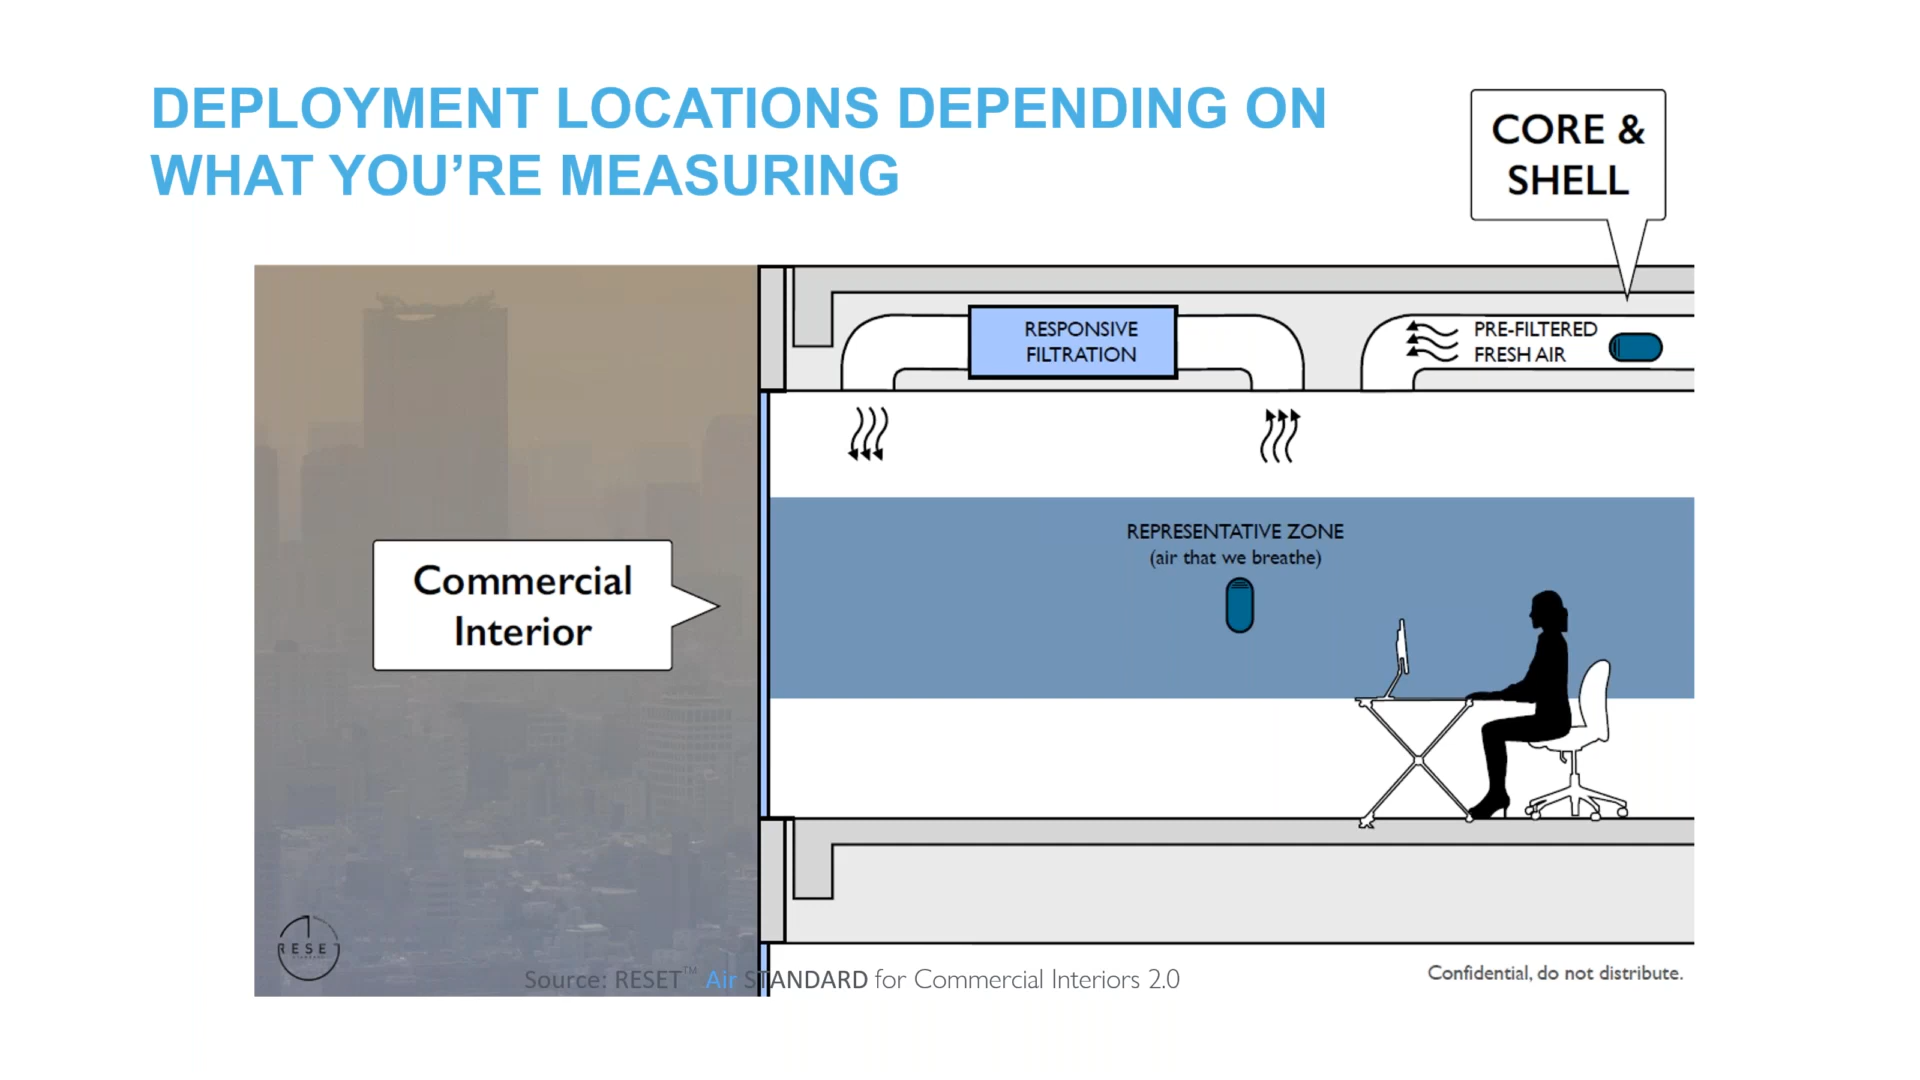 DEPLOYMENT LOCATIONS DEPENDING ON
WHAT YOU’RE MEASURING
CORE &
SHELL
RESPONSIVE
FILTRATION
PRE-FILTERED
FRESH AIR
REPRESENTATIVE ZONE
(air that we breathe)
Commercial
Interior
RESET
Source: RESET™ Air STANDARD for Commercial Interiors 2.0
Confidential, do not distribute.